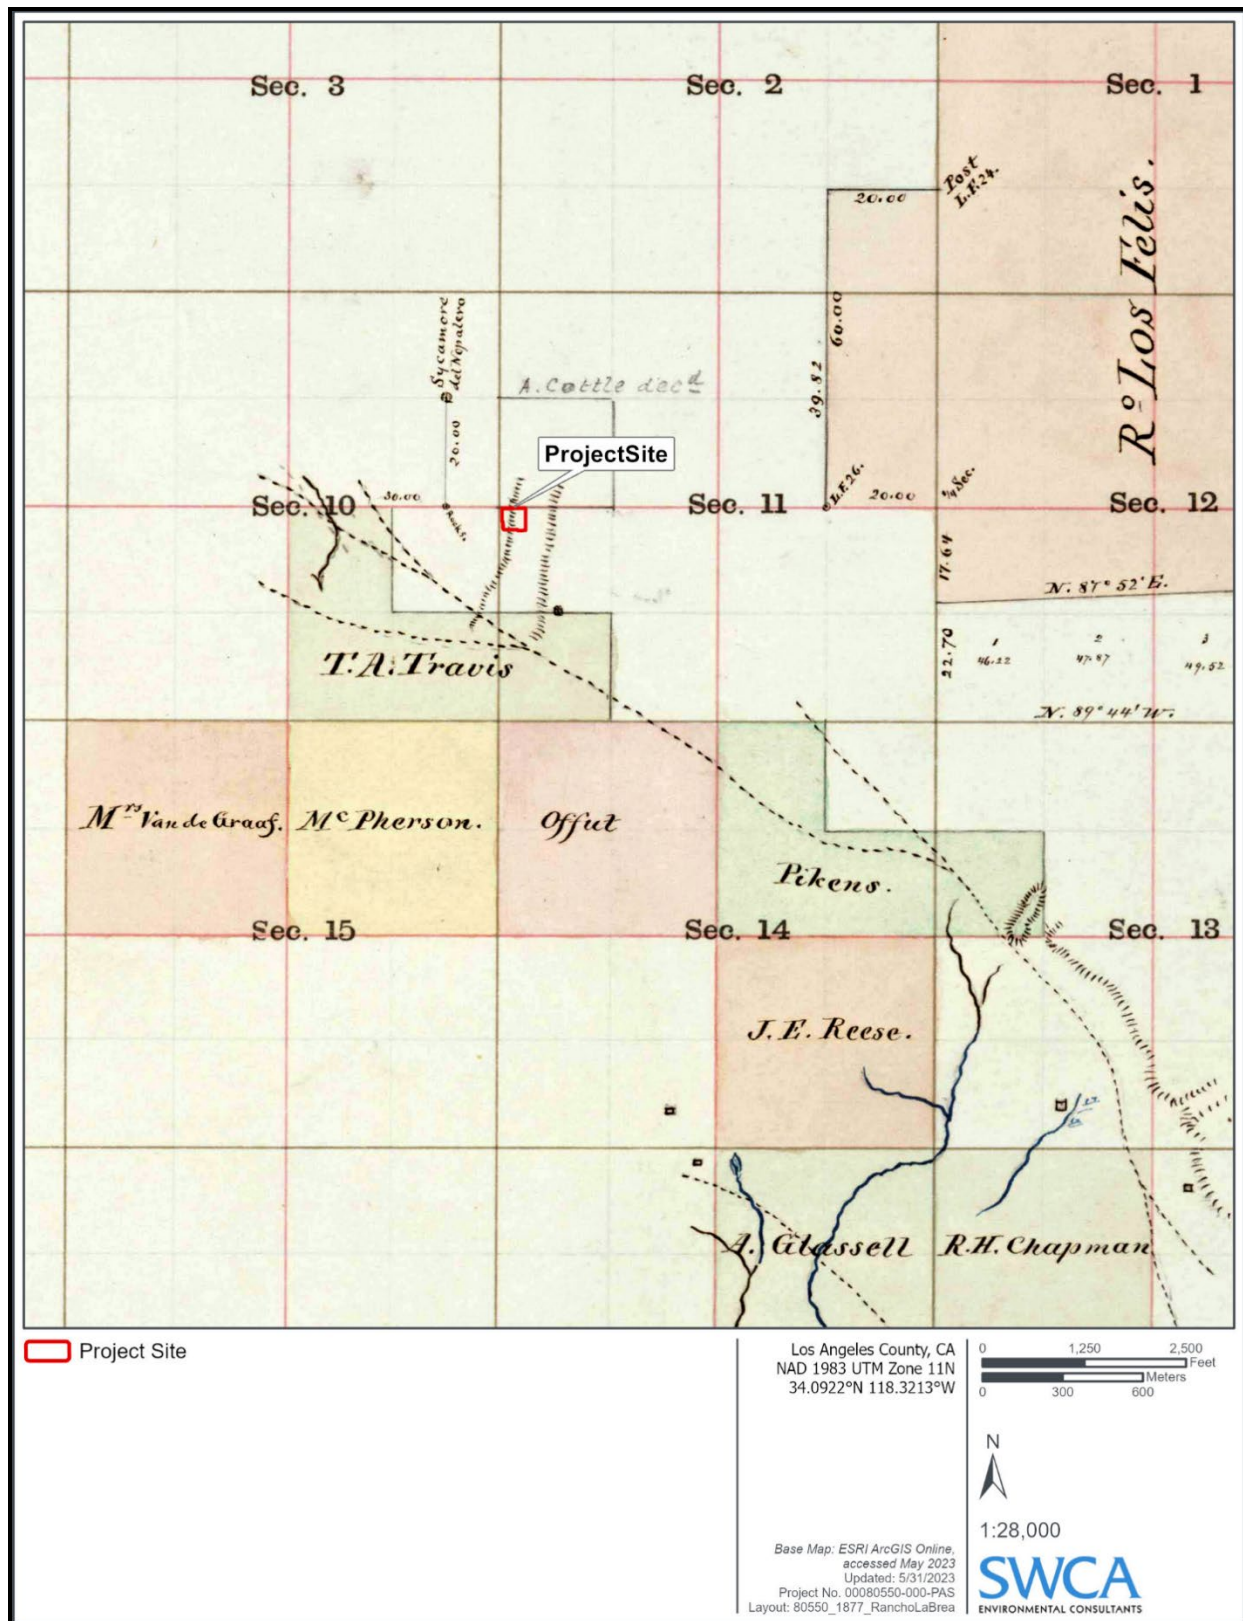 Sec. 3
Sec. 2
Sec. 1
Post
L.F.24.
20.00
Rº Los Felis.
60.00
39.82
Sycamore
del Nopalero
20.00
A. Cottle decd
ProjectSite
Sec. 10
30.00
Sec. 11
L.F.26.
20.00
¼ Sec.
Sec. 12
17.64
N. 87° 52' E.
22.70
1
2
3
46.22
47.87
49.52
N. 89° 44' W.
T.A. Travis
Mrs Van de Graaf.
Mc Pherson.
Offut
Pikens.
Sec. 15
Sec. 14
Sec. 13
J. E. Reese.
A. Glassell
R.H. Chapman
Project Site
Los Angeles County, CA
NAD 1983 UTM Zone 11N
34.0922°N 118.3213°W
0 1,250 2,500
Feet
Meters
0 300 600
N
1:28,000
Base Map: ESRI ArcGIS Online,
accessed May 2023
Updated: 5/31/2023
Project No. 00080550-000-PAS
Layout: 80550_1877_RanchoLaBrea
SWCA
ENVIRONMENTAL CONSULTANTS